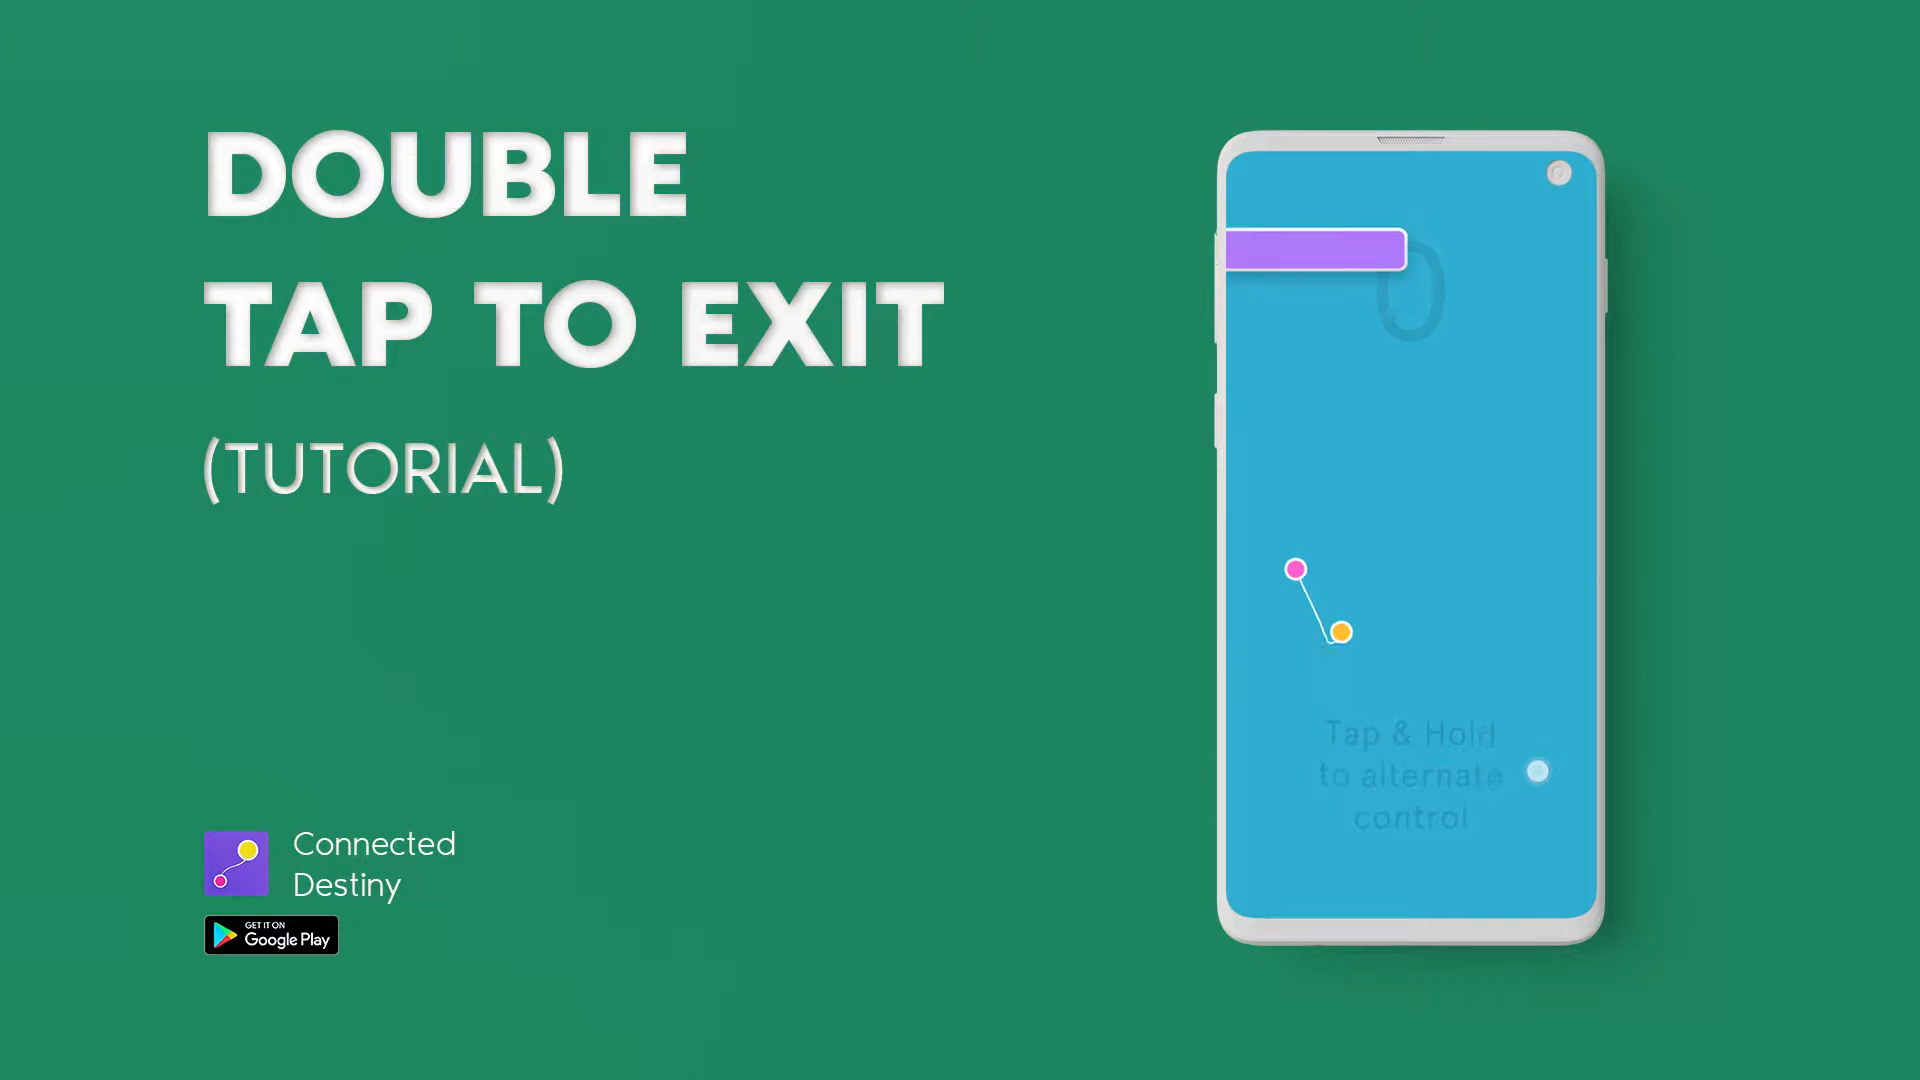 DOUBLE
TAP TO EXIT
(TUTORIAL)
Connected
Destiny
GET IT ON
Google Play
0
Tap & Hold
to alternate
control